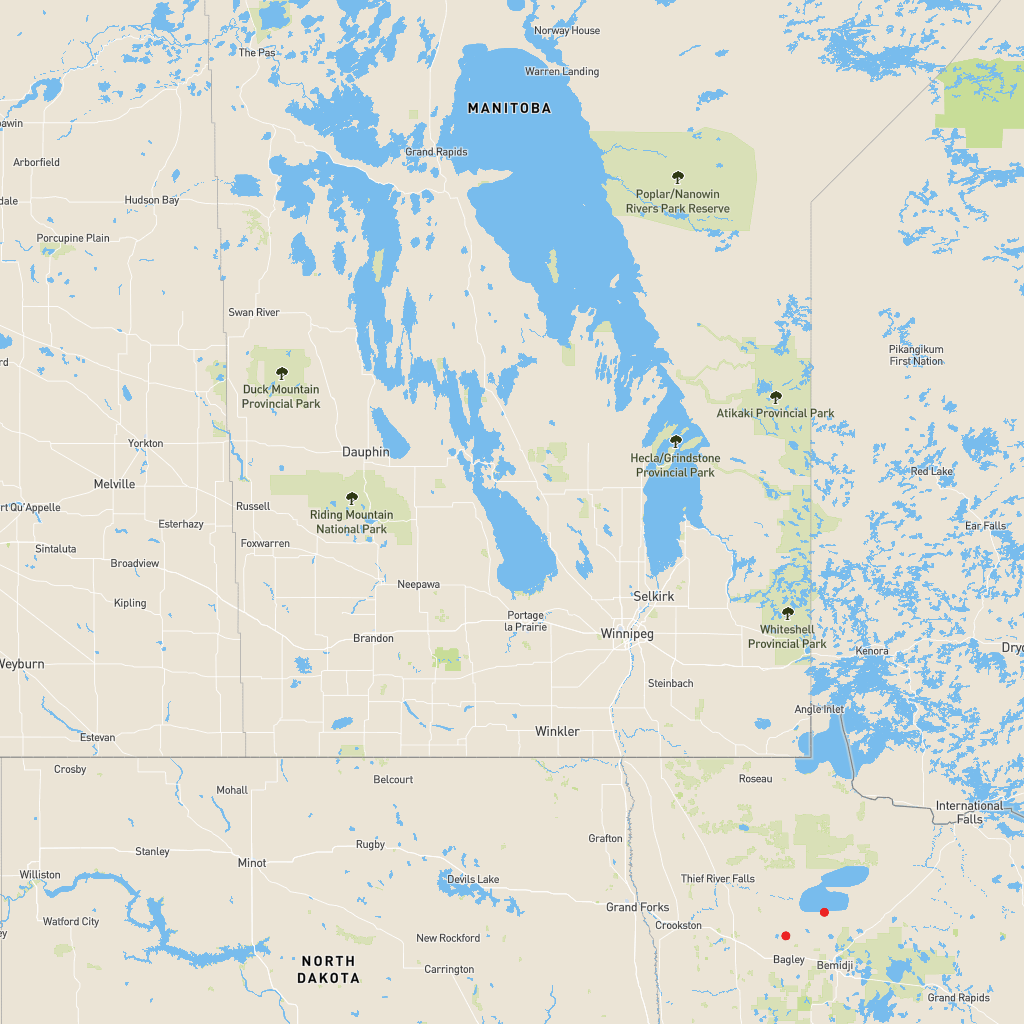 Norway House
The Pas
Warren Landing
MANITOBA
awin
Grand Rapids
Arborfield
Poplar/Nanowin
Rivers Park Reserve
dale
Hudson Bay
Porcupine Plain
Swan River
Pikangikum
First Nation
rd
Duck Mountain
Provincial Park
Atikaki Provincial Park
Yorkton
Dauphin
Hecla/Grindstone
Provincial Park
Red Lake
Melville
rt Qu'Appelle
Russell
Riding Mountain
National Park
Esterhazy
Ear Falls
Sintaluta
Foxwarren
Broadview
Neepawa
Kipling
Selkirk
Portage
la Prairie
Winnipeg
Whiteshell
Provincial Park
Brandon
Kenora
Dryd
Weyburn
Steinbach
Angle Inlet
Estevan
Winkler
Crosby
Belcourt
Roseau
Mohall
International
Falls
Grafton
Stanley
Rugby
Minot
Williston
Devils Lake
Thief River Falls
Grand Forks
Watford City
Crookston
ey
New Rockford
Bagley
Bemidji
NORTH
DAKOTA
Carrington
Grand Rapids